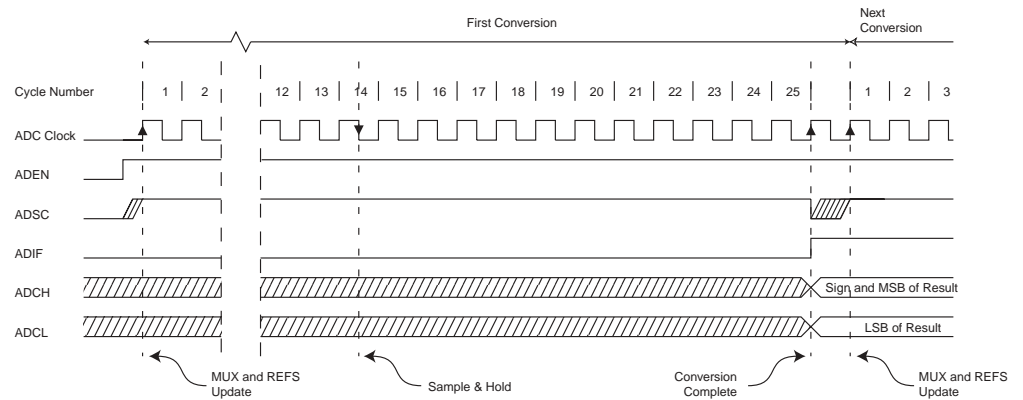 First Conversion
Next
Conversion
Cycle Number 1 2 12 13 14 15 16 17 18 19 20 21 22 23 24 25 1 2 3
ADC Clock
ADEN
ADSC
ADIF
ADCH Sign and MSB of Result
ADCL LSB of Result
MUX and REFS
Update
Sample & Hold
Conversion
Complete
MUX and REFS
Update